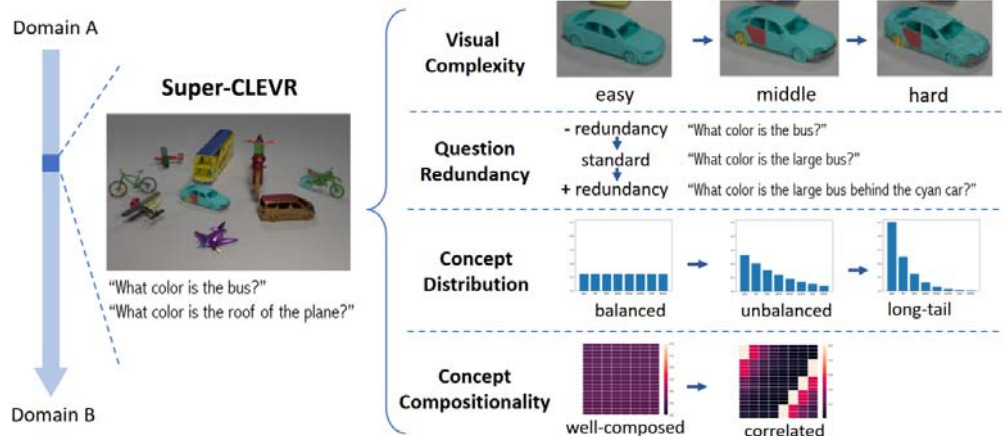 Domain A
Super-CLEVR
"What color is the bus?"
"What color is the roof of the plane?"
Domain B
Visual
Complexity
easy
middle
hard
Question
Redundancy
- redundancy
"What color is the bus?"
standard
"What color is the large bus?"
+ redundancy
"What color is the large bus behind the cyan car?"
Concept
Distribution
balanced
unbalanced
long-tail
Concept
Compositionality
well-composed
correlated